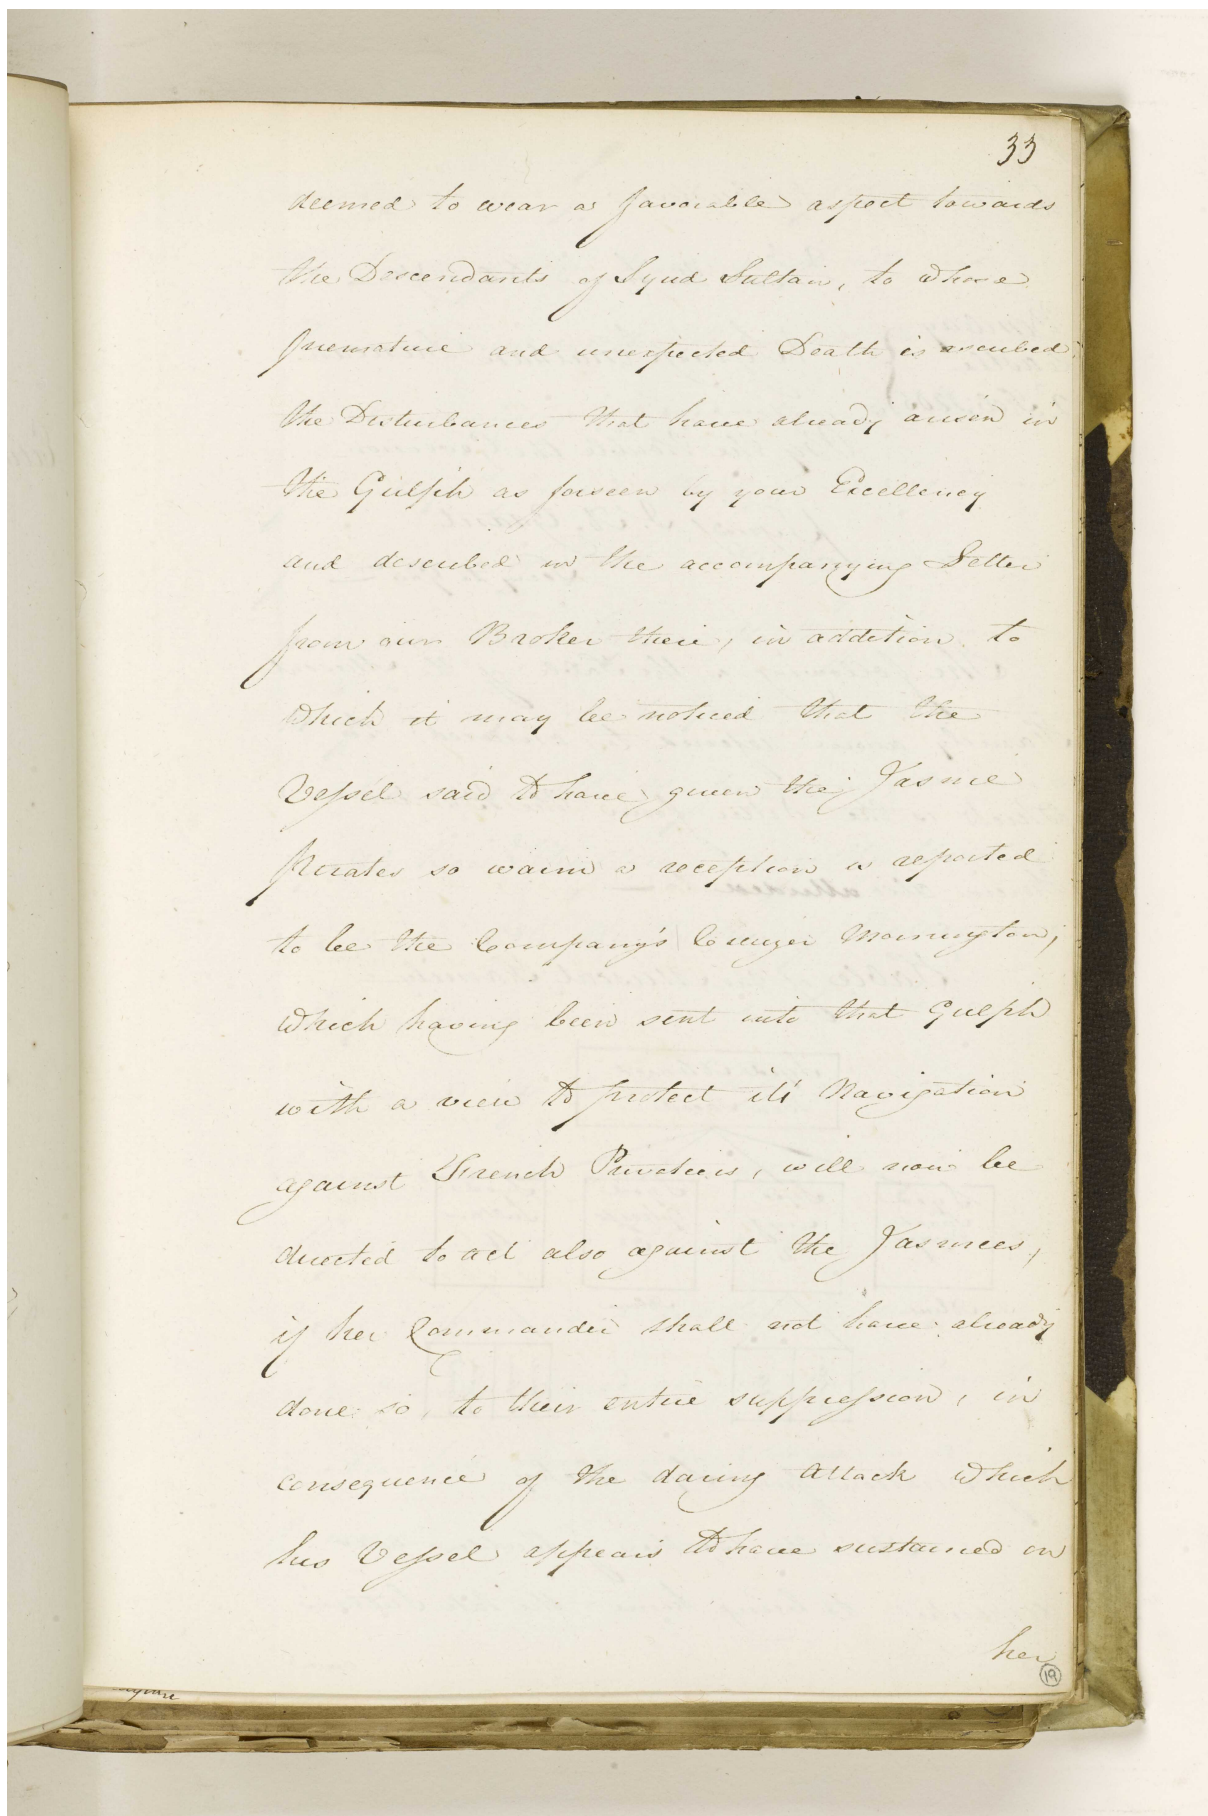 33
deemed to wear a favorable aspect towards
the Descendants of Syud Sultan, to whose
premature and unexpected Death is ascribed
the Disturbances that have already arisen in
the Gulph as forseen by your Excellency
and described in the accompanying Letter
from our Broker there, in addition to
which it may be noticed that the
Vessel said to have given the Jasmie
Pirates so warm a reception is reported
to be the Company's Cruizer Mornington,
which having been sent into that Gulph
with a view to protect it's Navigation
against French Privateers, will now be
directed to act also against the Jasmees,
if her Commander shall not have already
done so, to their entire suppression, in
consequence of the daring Attack which
his Vessel appears to have sustained on
her
19